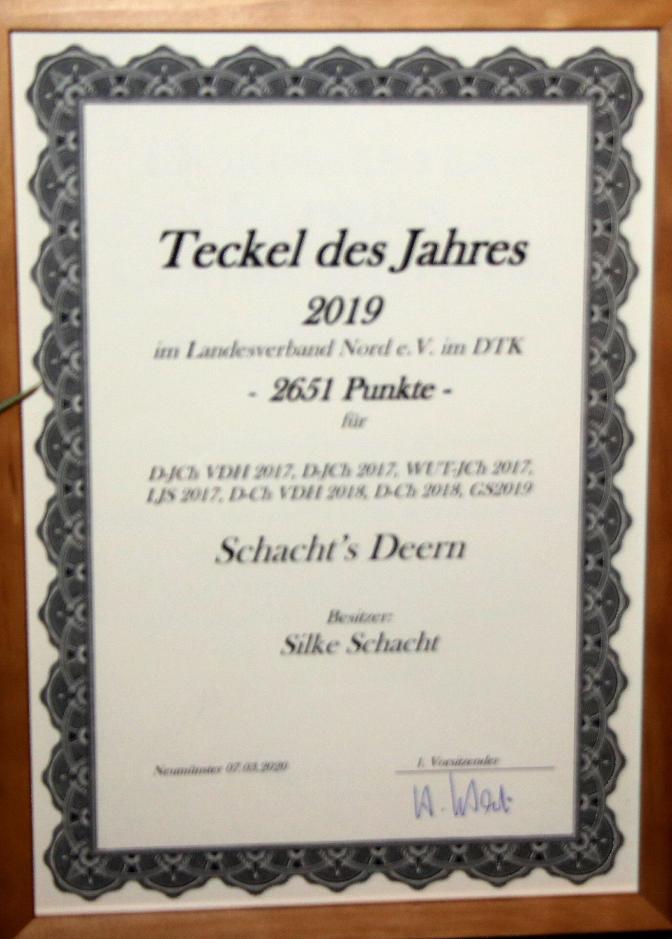 Teckel des Jahres
2019
im Landesverband Nord e.V. im DTK
- 2651 Punkte -
für
D-JCh VDH 2017, D-JCh 2017, WUT-JCh 2017,
LJS 2017, D-Ch VDH 2018, D-Ch 2018, GS2019
Schacht's Deern
Besitzer:
Silke Schacht
Neumünster 07.03.2020
1. Vorsitzender